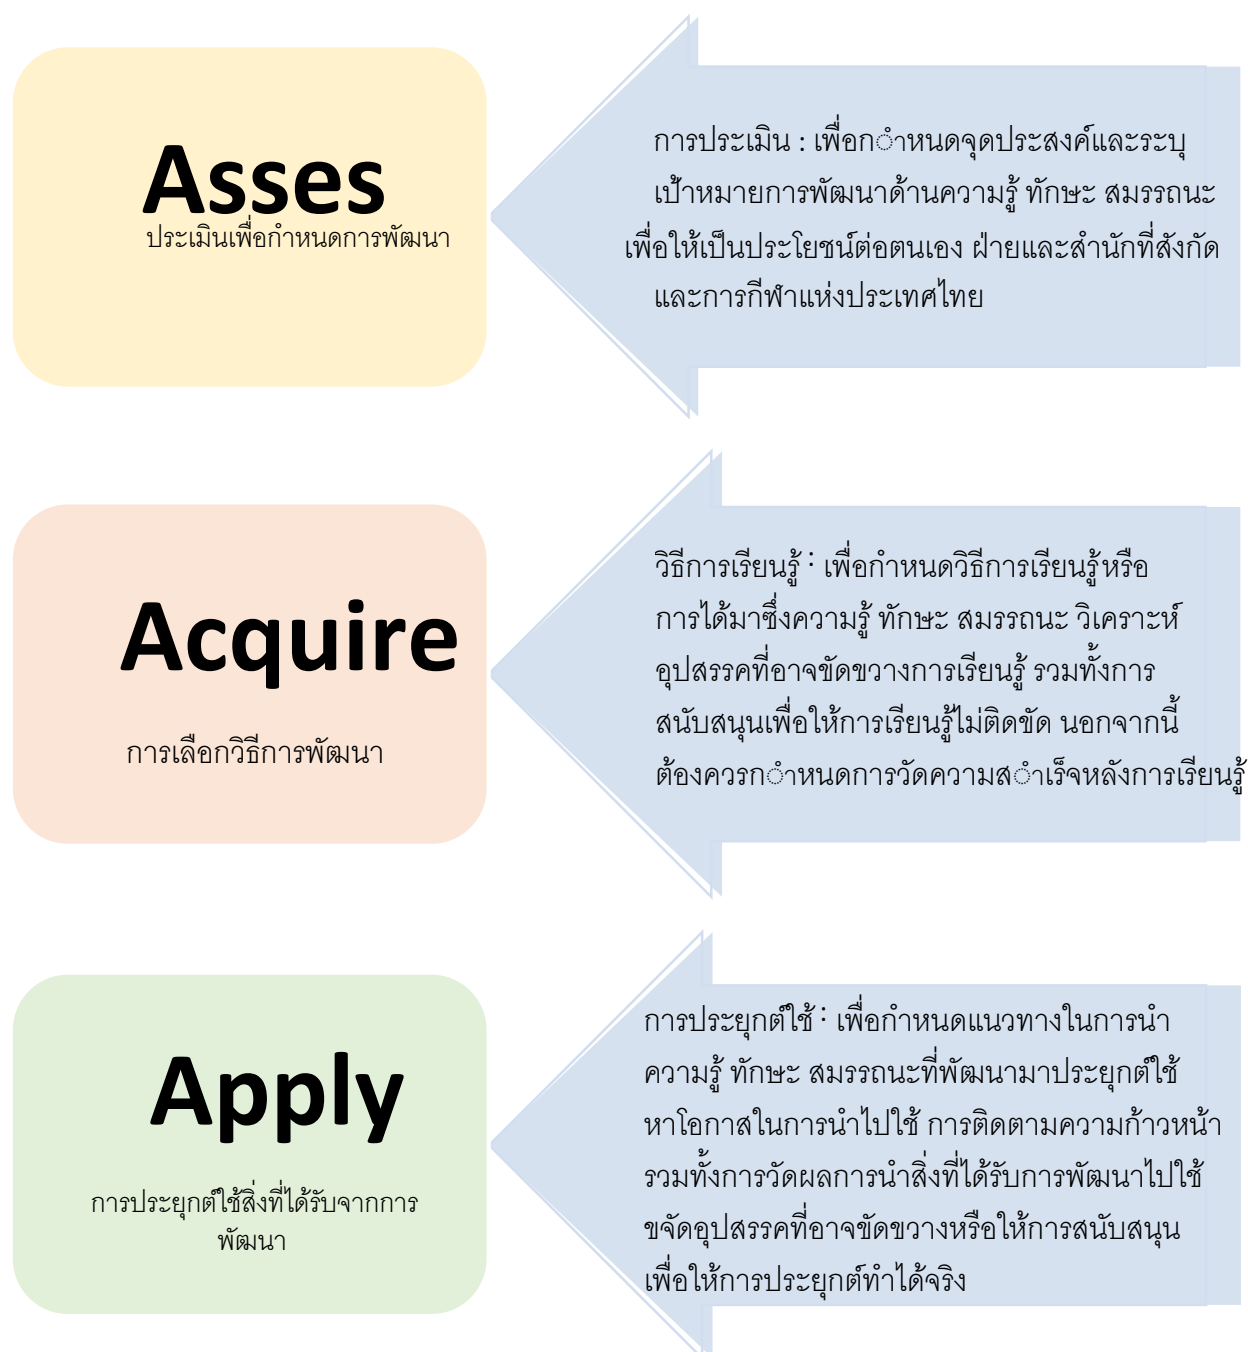 Asses
ประเมินเพื่อกำหนดการพัฒนา
การประเมิน : เพื่อก​ำหนดจุดประสงค์และระบุ
เป้าหมายการพัฒนาด้านความรู้ ทักษะ สมรรถนะ
เพื่อให้เป็นประโยชน์ต่อตนเอง ฝ่ายและสำนักที่สังกัด
และการกีฬาแห่งประเทศไทย
Acquire
การเลือกวิธีการพัฒนา
วิธีการเรียนรู้ : เพื่อกำหนดวิธีการเรียนรู้หรือ
การได้มาซึ่งความรู้ ทักษะ สมรรถนะ วิเคราะห์
อุปสรรคที่อาจขัดขวางการเรียนรู้ รวมทั้งการ
สนับสนุนเพื่อให้การเรียนรู้ไม่ติดขัด นอกจากนี้
ต้องควรกำหนดการวัดความสำเร็จหลังการเรียนรู้
Apply
การประยุกต์ใช้สิ่งที่ได้รับจากการ
พัฒนา
การประยุกต์ใช้ : เพื่อกำหนดแนวทางในการนำ
ความรู้ ทักษะ สมรรถนะที่พัฒนามาประยุกต์ใช้
หาโอกาสในการนำไปใช้ การติดตามความก้าวหน้า
รวมทั้งการวัดผลการนำสิ่งที่ได้รับการพัฒนาไปใช้
ขจัดอุปสรรคที่อาจขัดขวางหรือให้การสนับสนุน
เพื่อให้การประยุกต์ทำได้จริง